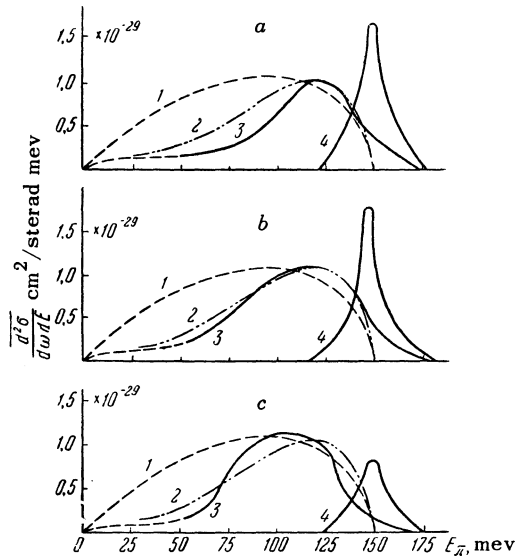 1,5 ×10⁻²⁹ a
1,0
0,5
1 2 3 4
1,5 ×10⁻²⁹ b
1,0
0,5
1 2 3 4
1,5 ×10⁻²⁹ c
1,0
0,5
1 2 3 4
d²σ/dωdE cm²/sterad mev
0 25 50 75 100 125 150 175 E_π, mev